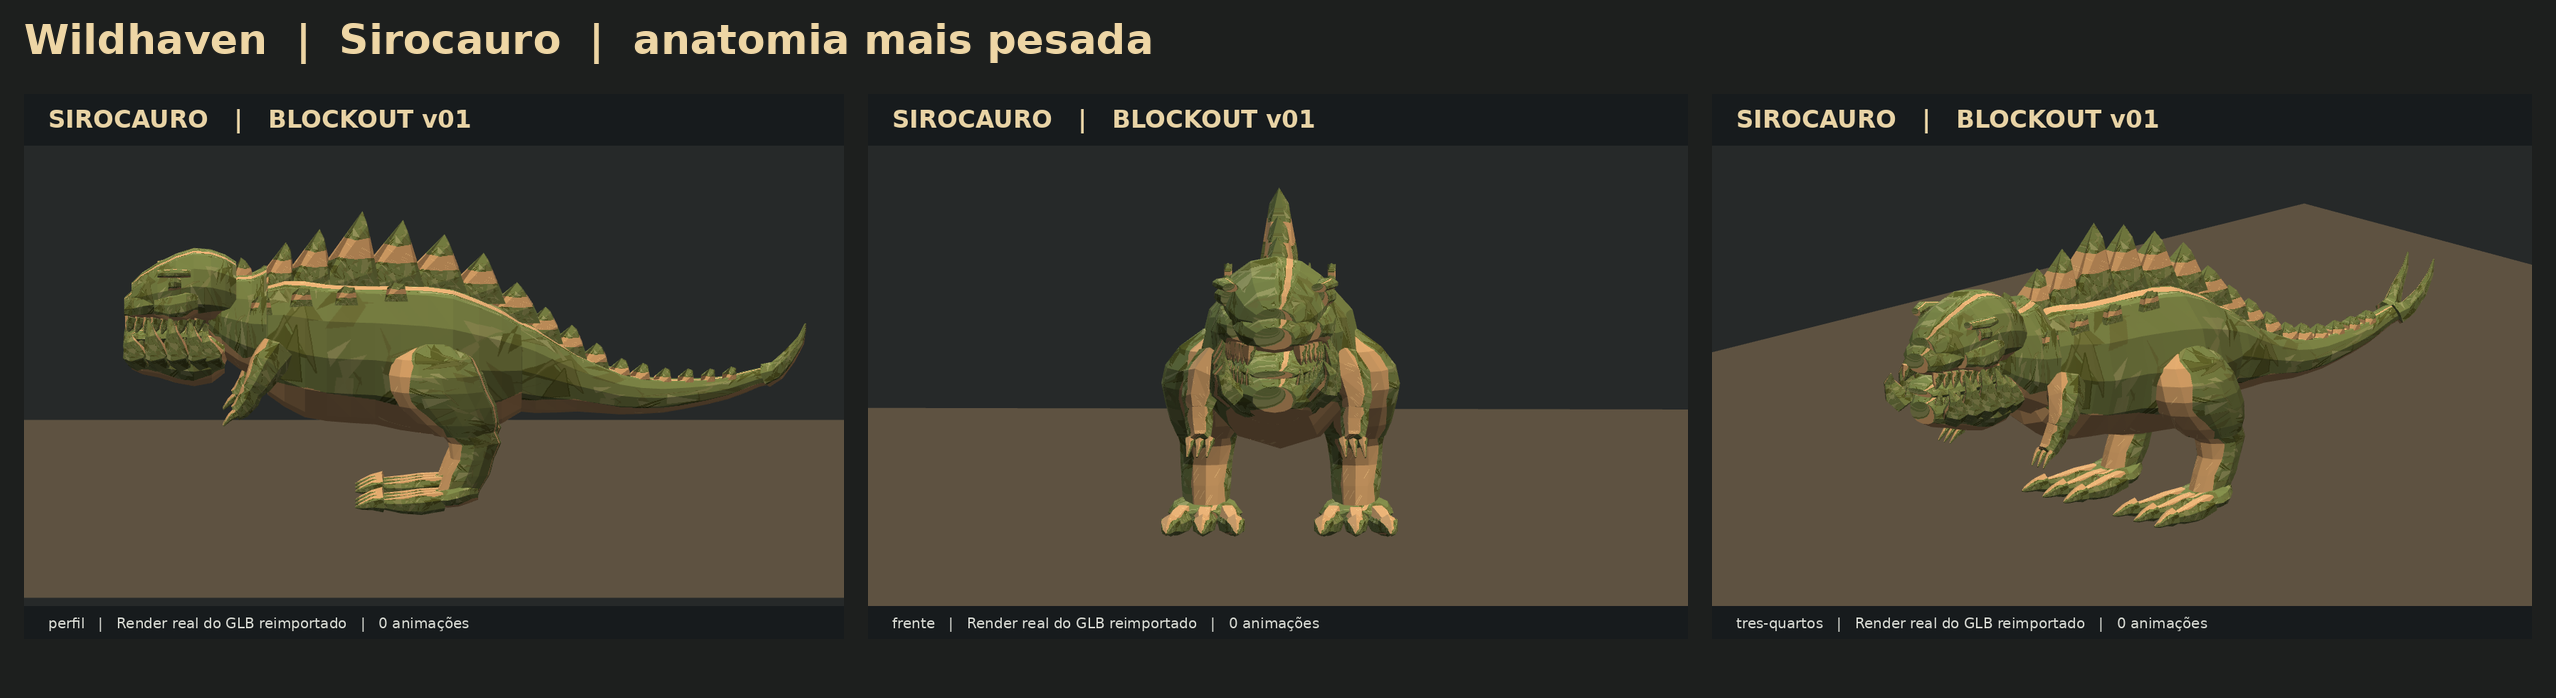 Wildhaven | Sirocauro | anatomia mais pesada
SIROCAURO | BLOCKOUT v01
SIROCAURO | BLOCKOUT v01
SIROCAURO | BLOCKOUT v01
perfil | Render real do GLB reimportado | 0 animações
frente | Render real do GLB reimportado | 0 animações
tres-quartos | Render real do GLB reimportado | 0 animações